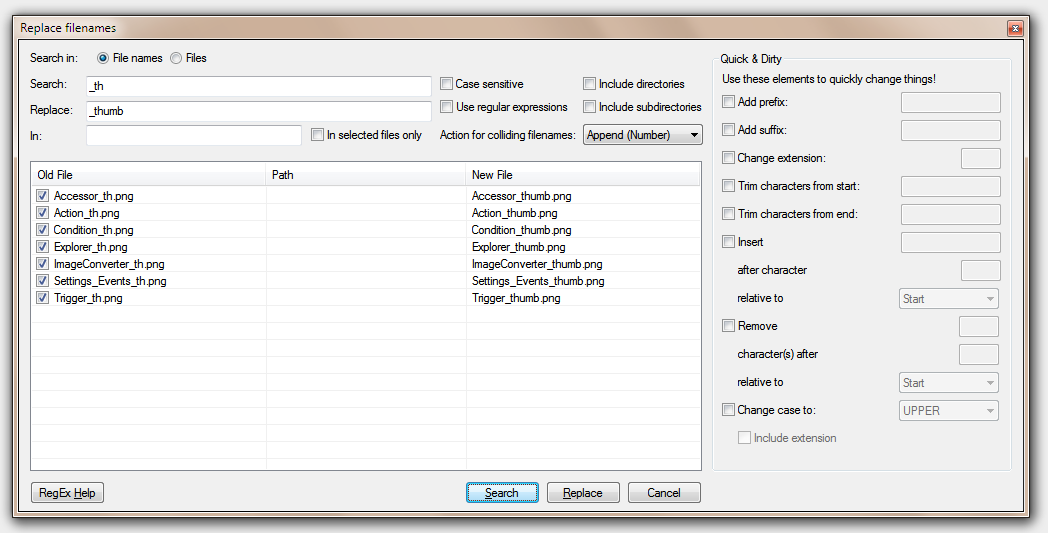 Replace filenames
Search in: File names Files
Search: _th Case sensitive Include directories
Replace: _thumb Use regular expressions Include subdirectories
In: In selected files only Action for colliding filenames: Append (Number)
Old File Path New File
Accessor_th.png Accessor_thumb.png
Action_th.png Action_thumb.png
Condition_th.png Condition_thumb.png
Explorer_th.png Explorer_thumb.png
ImageConverter_th.png ImageConverter_thumb.png
Settings_Events_th.png Settings_Events_thumb.png
Trigger_th.png Trigger_thumb.png
RegEx Help Search Replace Cancel
Quick & Dirty
Use these elements to quickly change things!
Add prefix:
Add suffix:
Change extension:
Trim characters from start:
Trim characters from end:
Insert
after character
relative to Start
Remove
character(s) after
relative to Start
Change case to: UPPER
Include extension